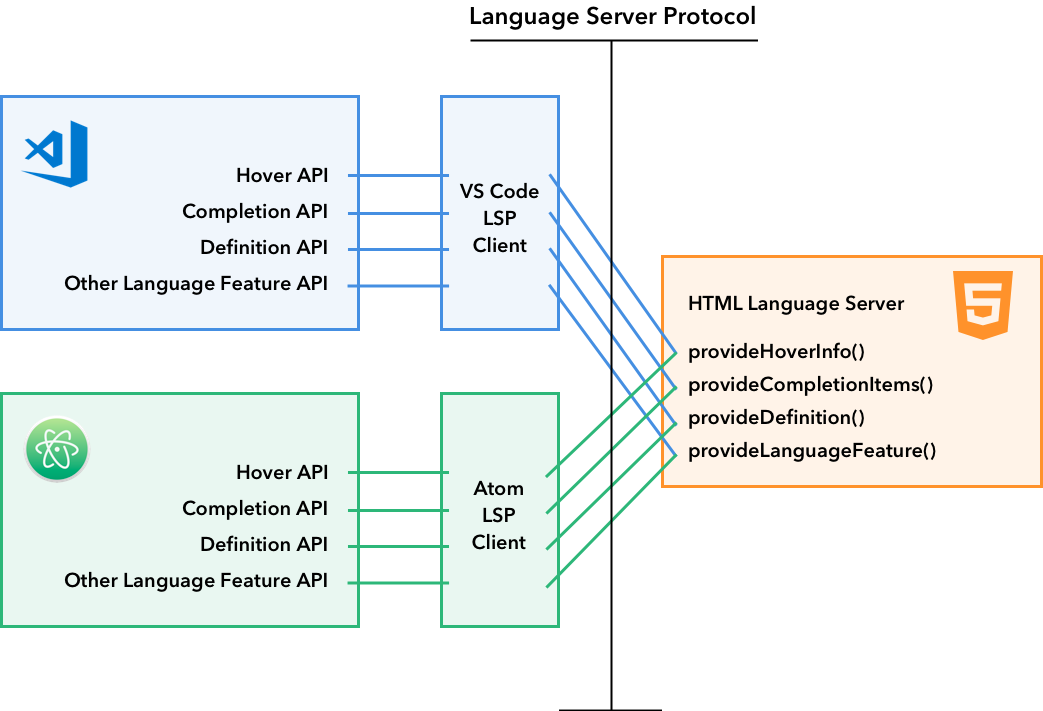 Language Server Protocol
Hover API
Completion API
Definition API
Other Language Feature API
VS Code
LSP
Client
HTML Language Server
provideHoverInfo()
provideCompletionItems()
provideDefinition()
provideLanguageFeature()
Hover API
Completion API
Definition API
Other Language Feature API
Atom
LSP
Client